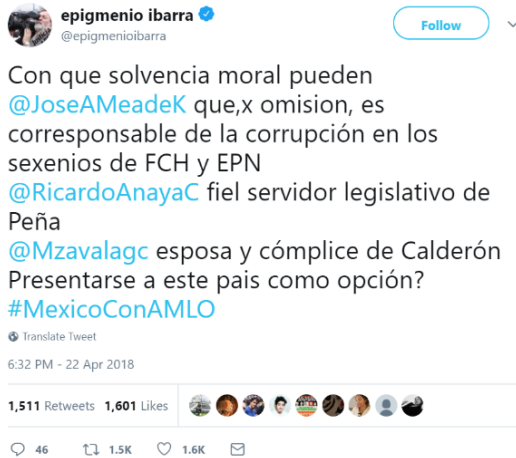 epigmenio ibarra
@epigmenioibarra
Follow
Con que solvencia moral pueden
@JoseAMeadeK que,x omision, es
corresponsable de la corrupción en los
sexenios de FCH y EPN
@RicardoAnayaC fiel servidor legislativo de
Peña
@Mzavalagc esposa y cómplice de Calderón
Presentarse a este pais como opción?
#MexicoConAMLO
Translate Tweet
6:32 PM - 22 Apr 2018
1,511 Retweets 1,601 Likes
46 1.5K 1.6K